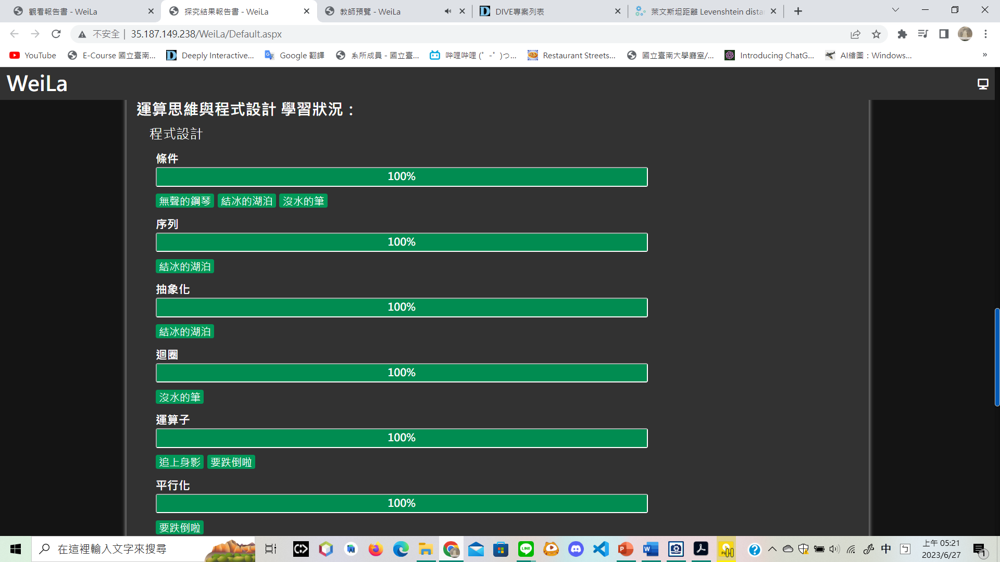 觀看報告書 - WeiLa
探究結果報告書 - WeiLa
教師預覽 - WeiLa
DIVE專案列表
萊文斯坦距離 Levenshtein dista
不安全 | 35.187.149.238/WeiLa/Default.aspx
YouTube
E-Course 國立臺南...
Deeply Interactive...
Google 翻譯
系所成員 - 國立臺...
嗶哩嗶哩 (゜-゜)つ...
Restaurant Streets...
國立臺南大學廳室/...
Introducing ChatG...
AI繪圖：Windows...
WeiLa
運算思維與程式設計 學習狀況：
程式設計
條件
100%
無聲的鋼琴 結冰的湖泊 沒水的筆
序列
100%
結冰的湖泊
抽象化
100%
結冰的湖泊
迴圈
100%
沒水的筆
運算子
100%
追上身影 要跌倒啦
平行化
100%
要跌倒啦
在這裡輸入文字來搜尋
中
上午 05:21
2023/6/27
1